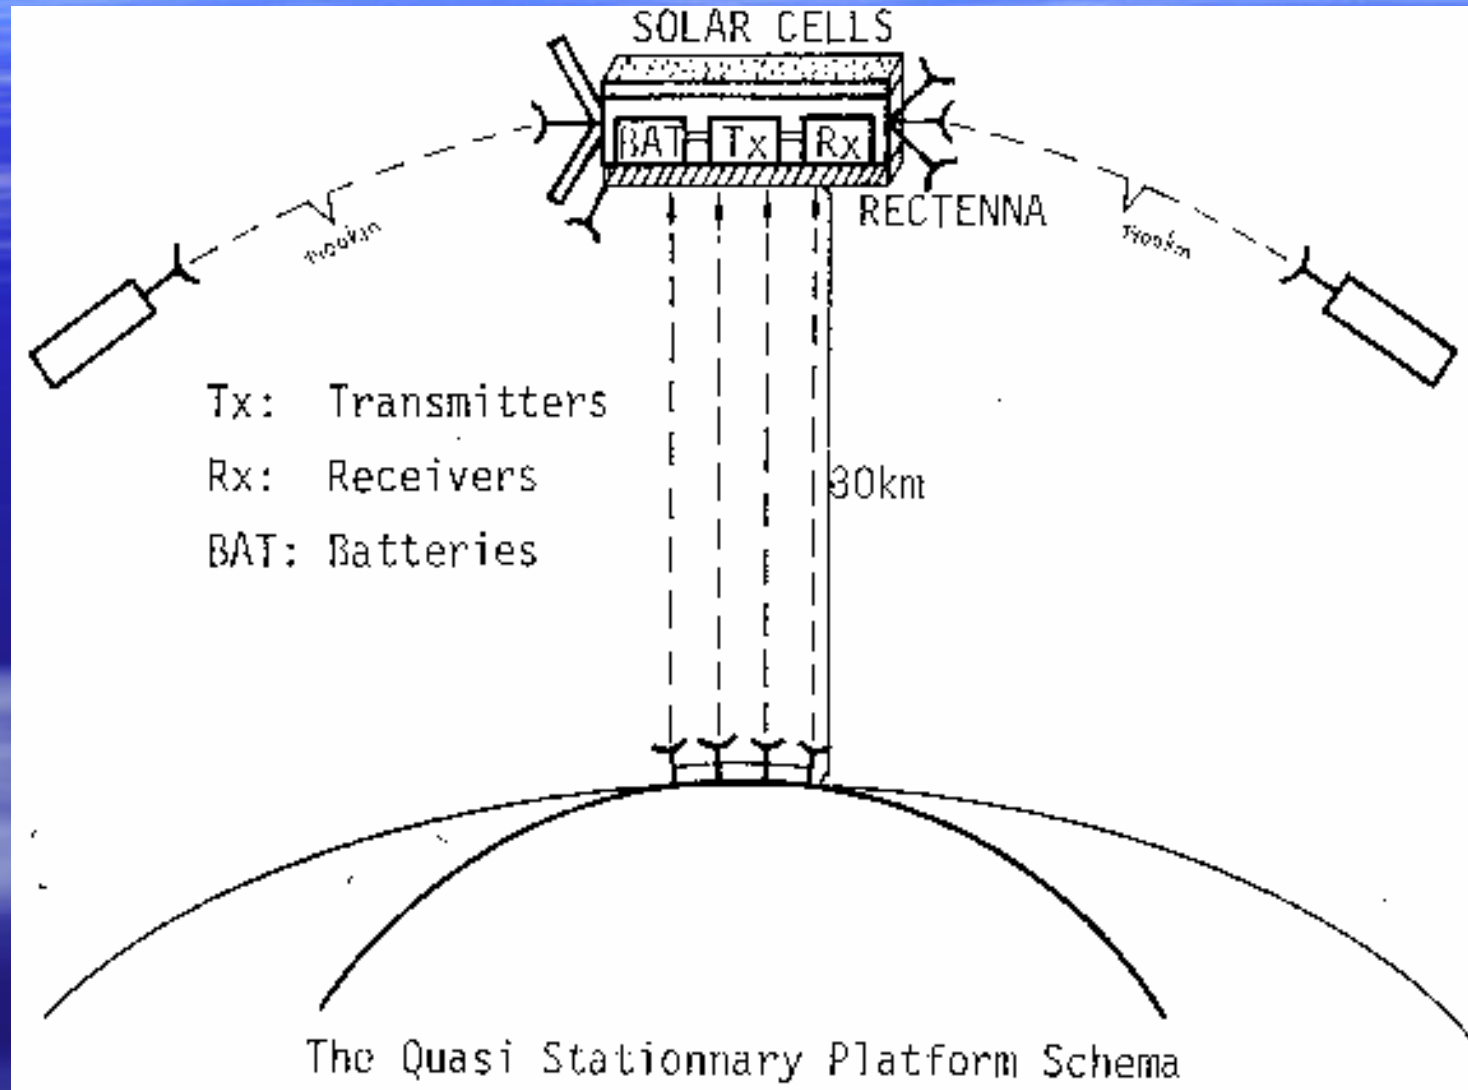 SOLAR CELLS
BAT Tx Rx
RECTENNA
Tx: Transmitters
Rx: Receivers
30km
BAT: Batteries
The Quasi Stationnary Platform Schema